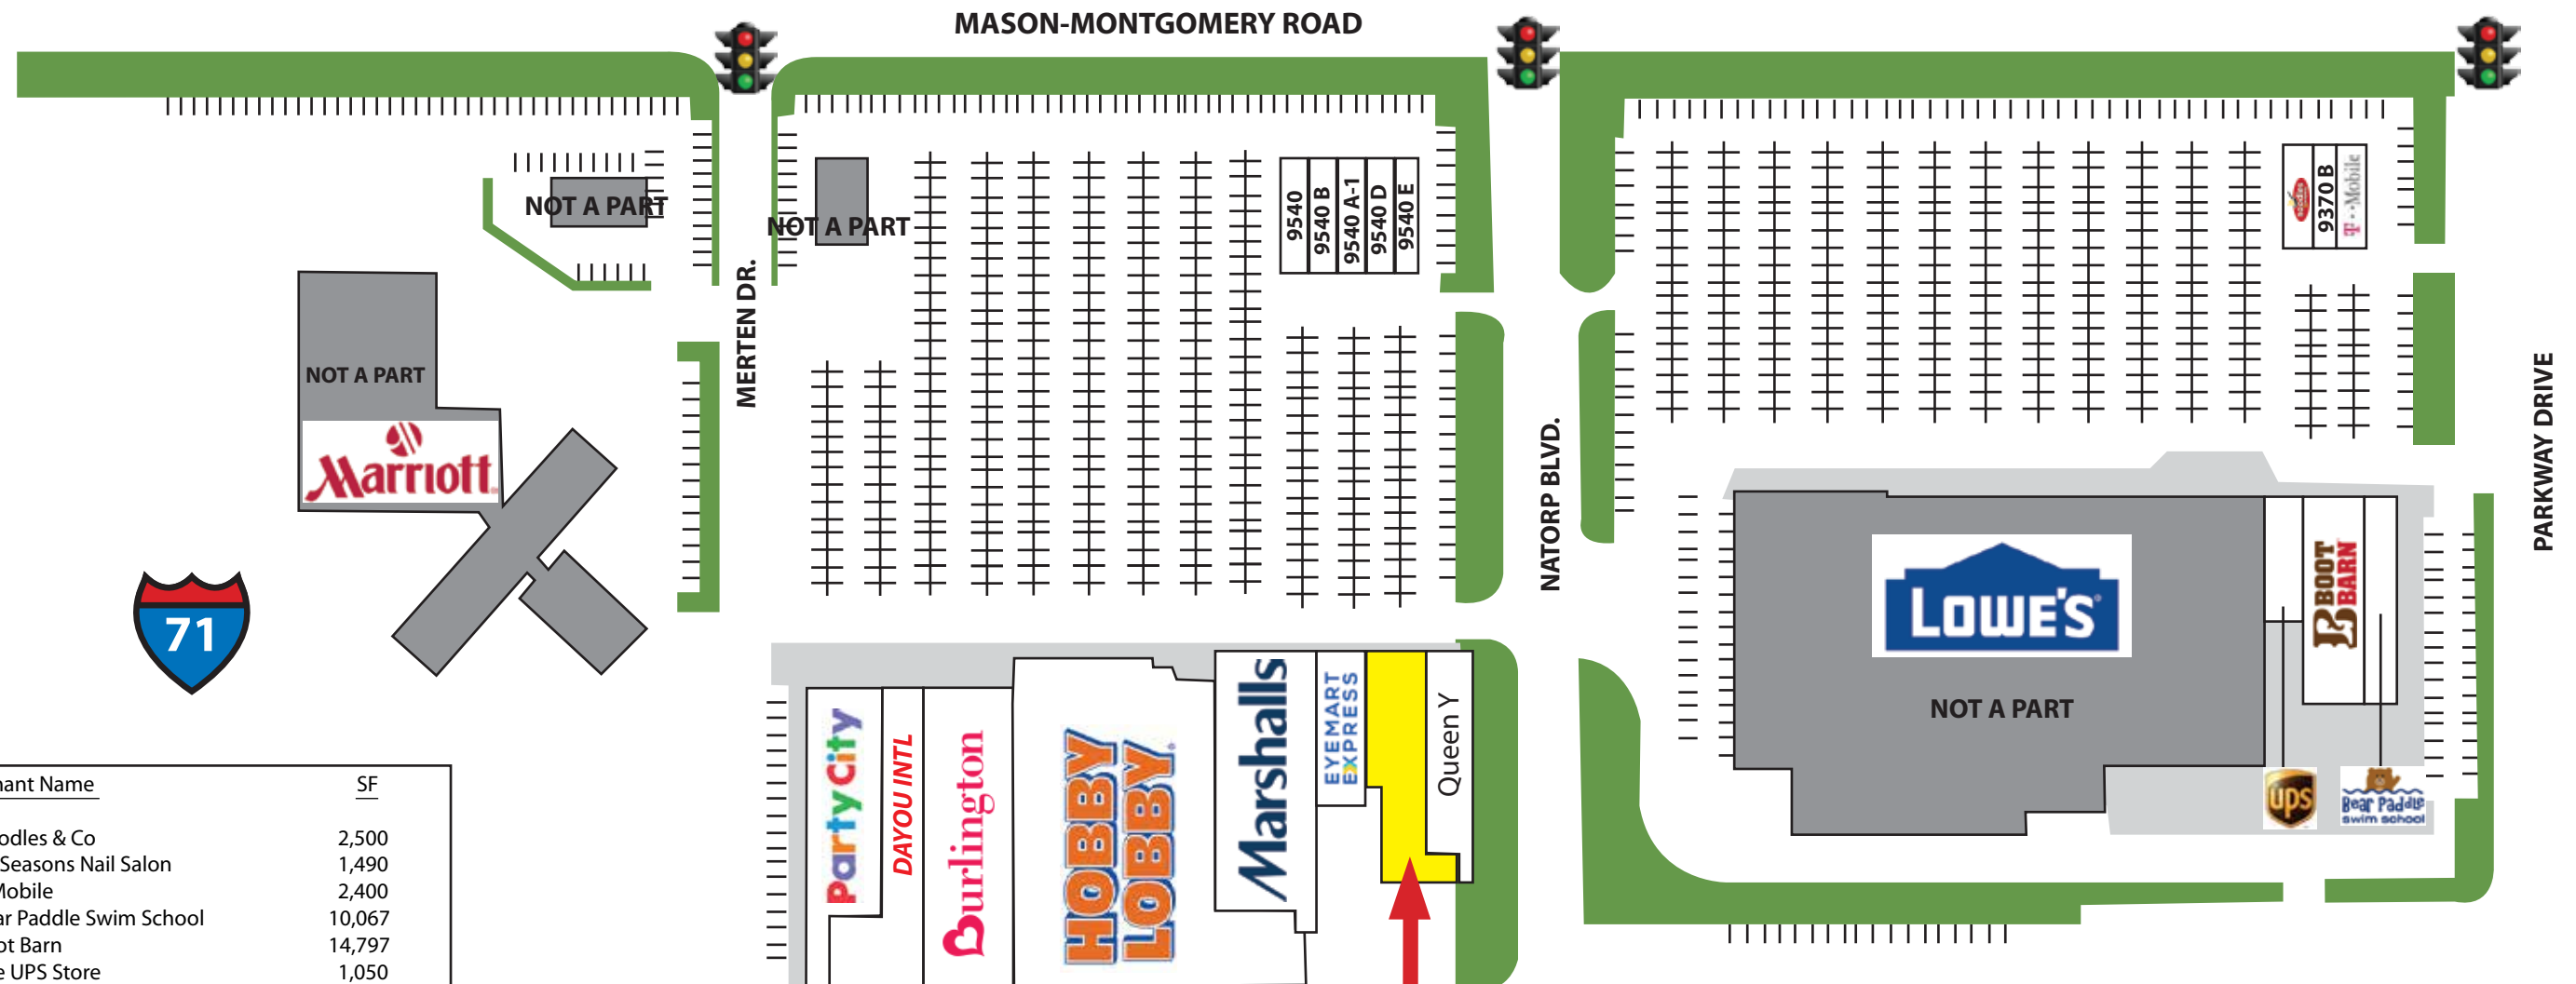 MASON-MONTGOMERY ROAD
NOT A PART
NOT A PART
9540
9540 B
9540 A-1
9540 D
9540 E
noodles
9370 B
T-Mobile
MERTEN DR.
NATORP BLVD.
PARKWAY DRIVE
NOT A PART
Marriott
71
LOWE'S
NOT A PART
BOOT
BARN
ups
Bear Paddle
swim school
PartyCity
DAYOU INTL
Burlington
HOBBY
LOBBY
Marshalls
EYEMART
EXPRESS
Queen Y
nant Name SF
odles & Co 2,500
Seasons Nail Salon 1,490
Mobile 2,400
ar Paddle Swim School 10,067
ot Barn 14,797
e UPS Store 1,050